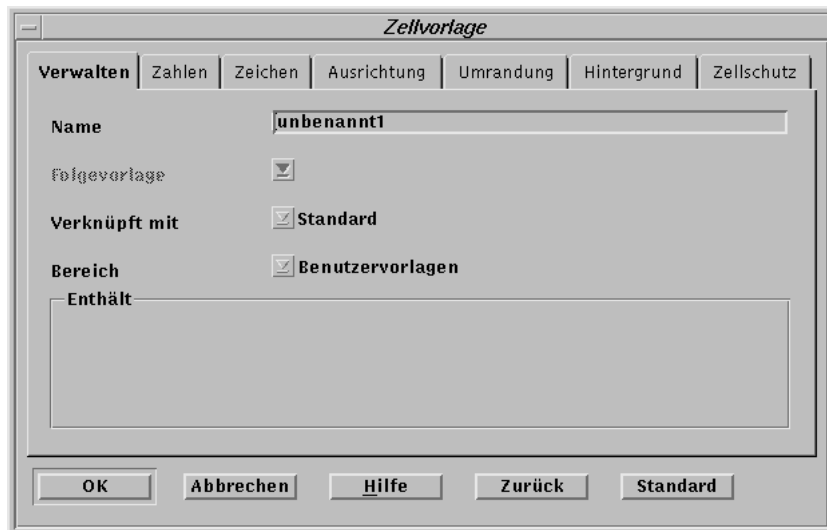 Zellvorlage
Verwalten Zahlen Zeichen Ausrichtung Umrandung Hintergrund Zellschutz
Name unbenannt1
Folgevorlage
Verknüpft mit Standard
Bereich Benutzervorlagen
Enthält
OK Abbrechen Hilfe Zurück Standard